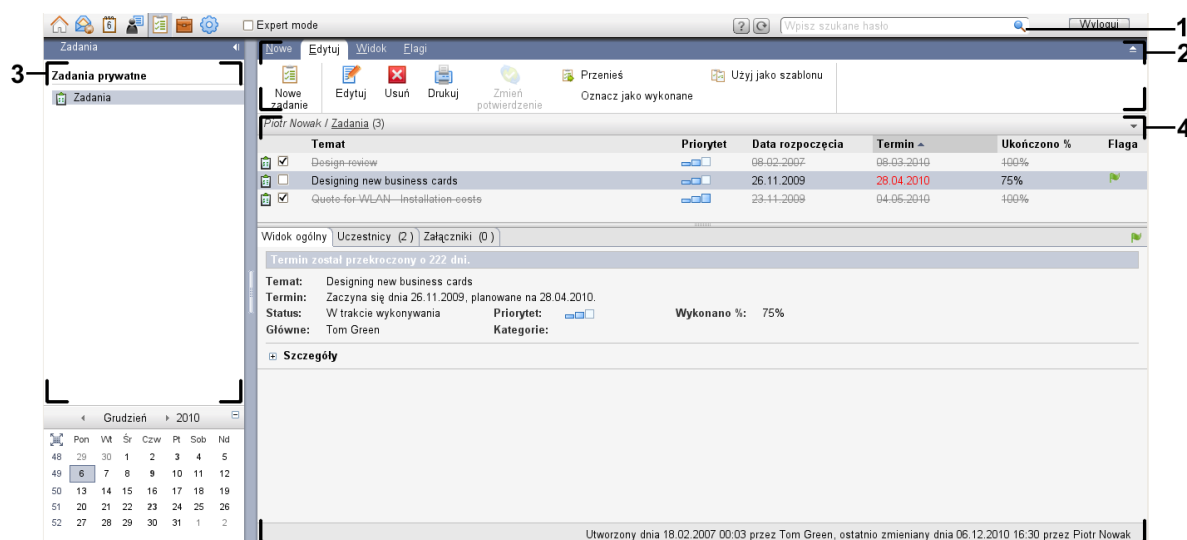 6 Expert mode ? Wpisz szukane hasło Wyloguj 1
Zadania Nowe Edytuj Widok Flagi 2
3 Zadania prywatne
Zadania
Nowe zadanie Edytuj Usuń Drukuj Zmień potwierdzenie Przenieś Użyj jako szablonu
Oznacz jako wykonane
Piotr Nowak / Zadania (3) 4
Temat Priorytet Data rozpoczęcia Termin Ukończono % Flaga
Design review 08.02.2007 08.03.2010 100%
Designing new business cards 26.11.2009 28.04.2010 75%
Quote for WLAN - Installation costs 23.11.2009 04.05.2010 100%
Widok ogólny Uczestnicy (2) Załączniki (0)
Termin został przekroczony o 222 dni.
Temat: Designing new business cards
Termin: Zaczyna się dnia 26.11.2009, planowane na 28.04.2010.
Status: W trakcie wykonywania Priorytet: Wykonano %: 75%
Główne: Tom Green Kategorie:
Szczegóły
Grudzień 2010
Pon Wt Śr Czw Pt Sob Nd
48 29 30 1 2 3 4 5
49 6 7 8 9 10 11 12
50 13 14 15 16 17 18 19
51 20 21 22 23 24 25 26
52 27 28 29 30 31 1 2
Utworzony dnia 18.02.2007 00:03 przez Tom Green, ostatnio zmieniany dnia 06.12.2010 16:30 przez Piotr Nowak